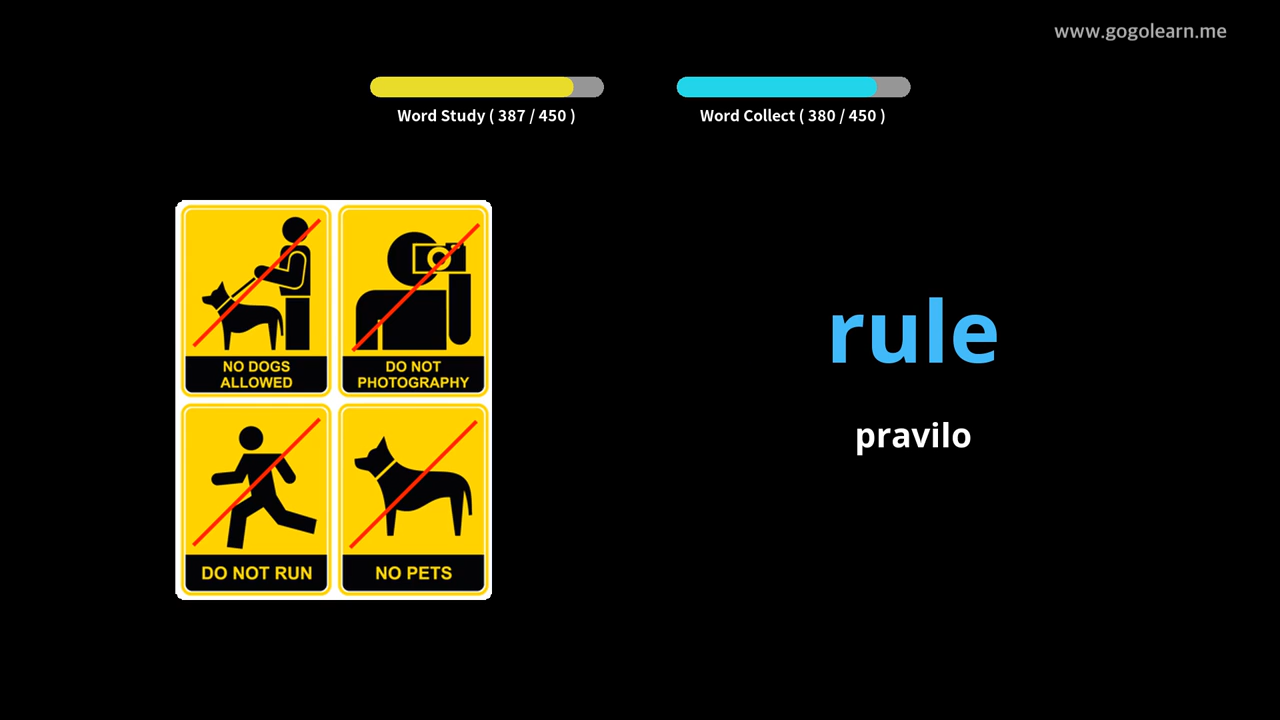 www.gogolearn.me
Word Study ( 387 / 450 )
Word Collect ( 380 / 450 )
NO DOGS
ALLOWED
DO NOT
PHOTOGRAPHY
DO NOT RUN
NO PETS
rule
pravilo